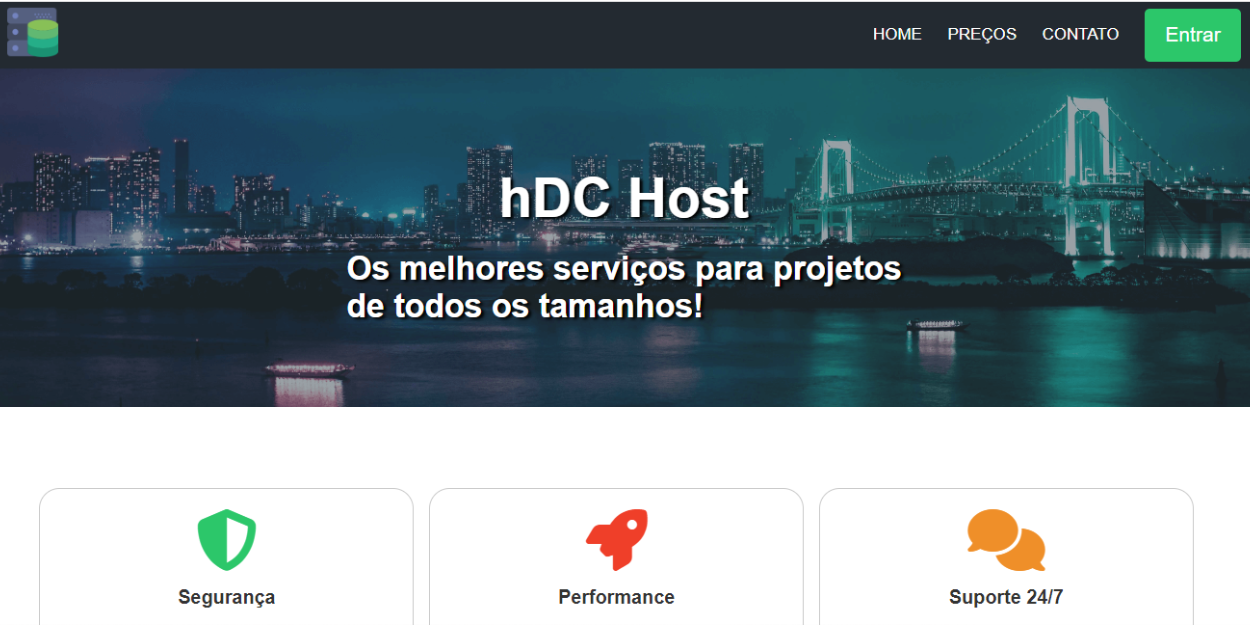 HOME PREÇOS CONTATO Entrar
hDC Host
Os melhores serviços para projetos
de todos os tamanhos!
Segurança Performance Suporte 24/7